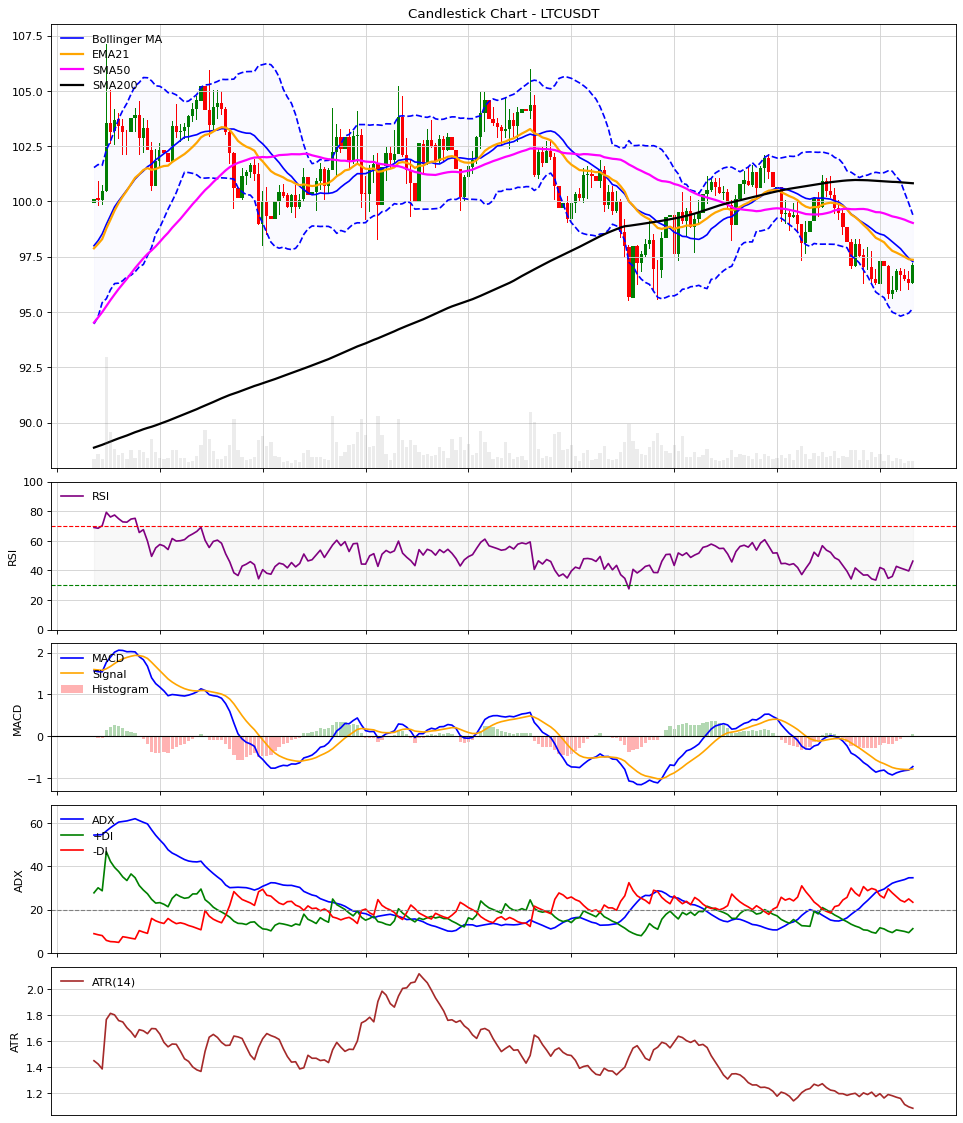 Candlestick Chart - LTCUSDT
107.5
105.0
102.5
100.0
97.5
95.0
92.5
90.0
Bollinger MA
EMA21
SMA50
SMA200
RSI
100
80
60
40
20
0
RSI
MACD
2
1
0
−1
MACD
Signal
Histogram
ADX
60
40
20
0
ADX
+DI
-DI
ATR
2.0
1.8
1.6
1.4
1.2
ATR(14)